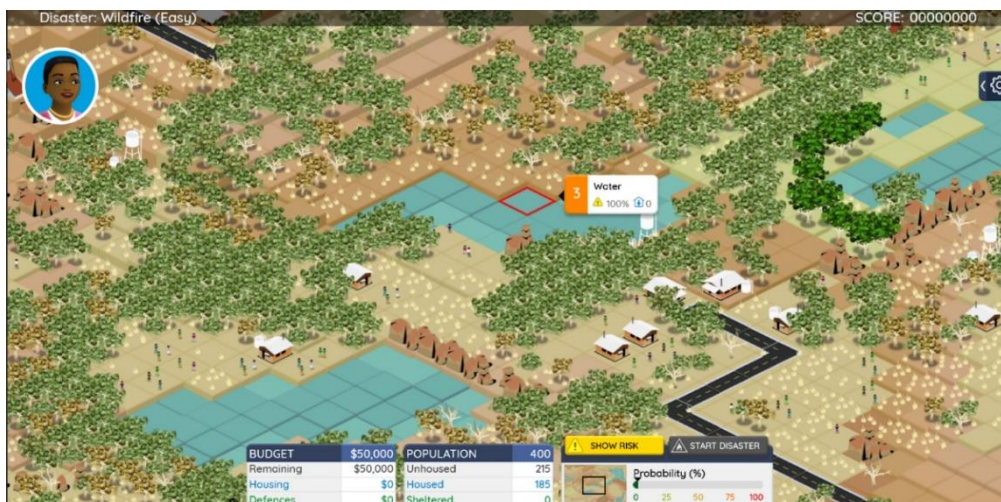 Disaster: Wildfire (Easy)
SCORE: 00000000
3
Water
100% 0
BUDGET $50,000
Remaining $50,000
Housing $0
Defences $0
POPULATION 400
Unhoused 215
Housed 185
Sheltered 0
SHOW RISK
START DISASTER
Probability (%)
0 25 50 75 100